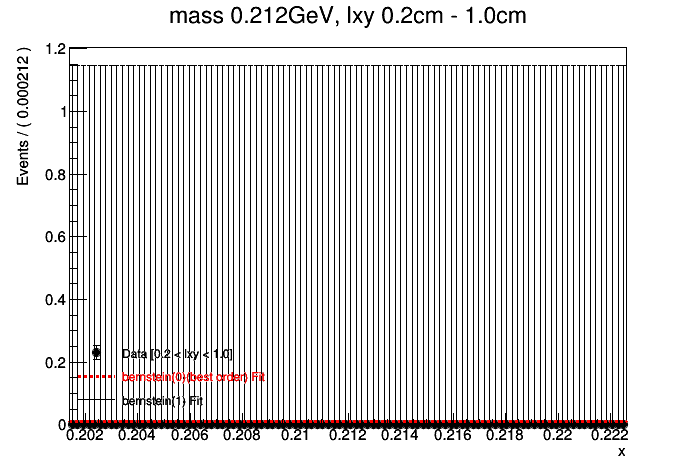 mass 0.212GeV, lxy 0.2cm - 1.0cm
Events / ( 0.000212 )
1.2
1
0.8
0.6
0.4
0.2
0
Data [0.2 < lxy < 1.0]
bernstein(0)(best order) Fit
bernstein(1) Fit
0.202 0.204 0.206 0.208 0.21 0.212 0.214 0.216 0.218 0.22 0.222
x